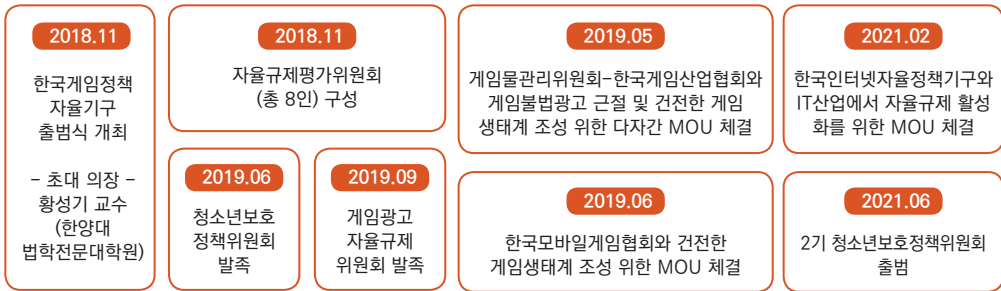 2018.11
한국게임정책
자율기구
출범식 개최
- 초대 의장 -
황성기 교수
(한양대
법학전문대학원)
2018.11
자율규제평가위원회
(총 8인) 구성
2019.06
청소년보호
정책위원회
발족
2019.09
게임광고
자율규제
위원회 발족
2019.05
게임물관리위원회-한국게임산업협회와
게임불법광고 근절 및 건전한 게임
생태계 조성 위한 다자간 MOU 체결
2019.06
한국모바일게임협회와 건전한
게임생태계 조성 위한 MOU 체결
2021.02
한국인터넷자율정책기구와
IT산업에서 자율규제 활성
화를 위한 MOU 체결
2021.06
2기 청소년보호정책위원회
출범